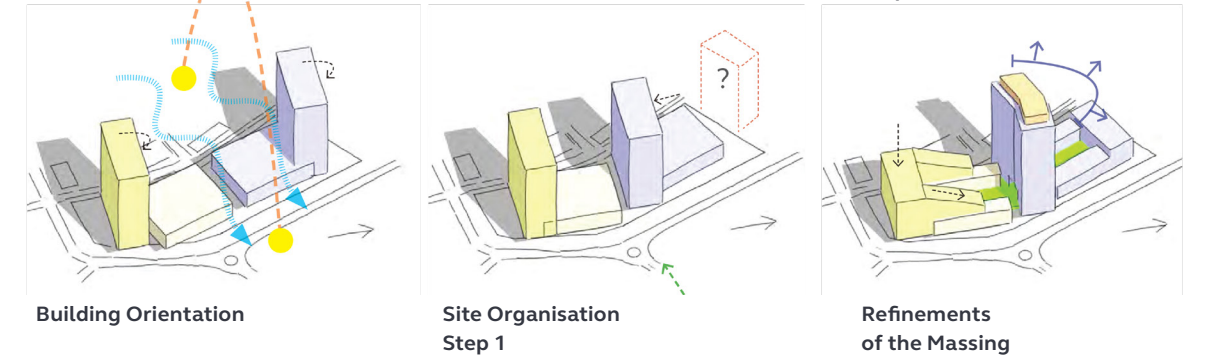 ?
Building Orientation
Site Organisation
Step 1
Refinements
of the Massing